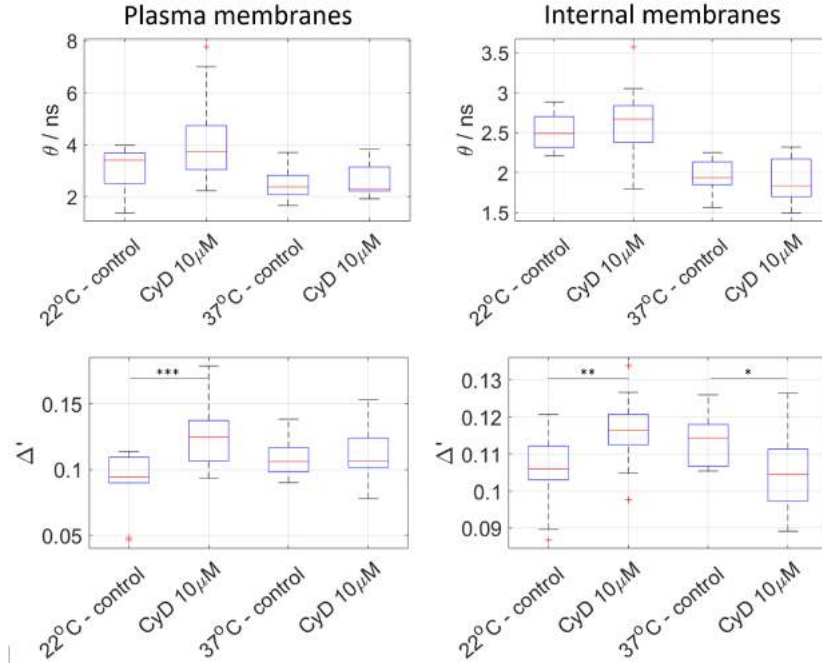 Plasma membranes
Internal membranes
8
6
4
2
θ / ns
22°C - control
CyD 10μM
37°C - control
CyD 10μM
3.5
3
2.5
2
1.5
θ / ns
22°C - control
CyD 10μM
37°C - control
CyD 10μM
***
0.15
0.1
0.05
Δ'
22°C - control
CyD 10μM
37°C - control
CyD 10μM
**
*
0.13
0.12
0.11
0.1
0.09
Δ'
22°C - control
CyD 10μM
37°C - control
CyD 10μM